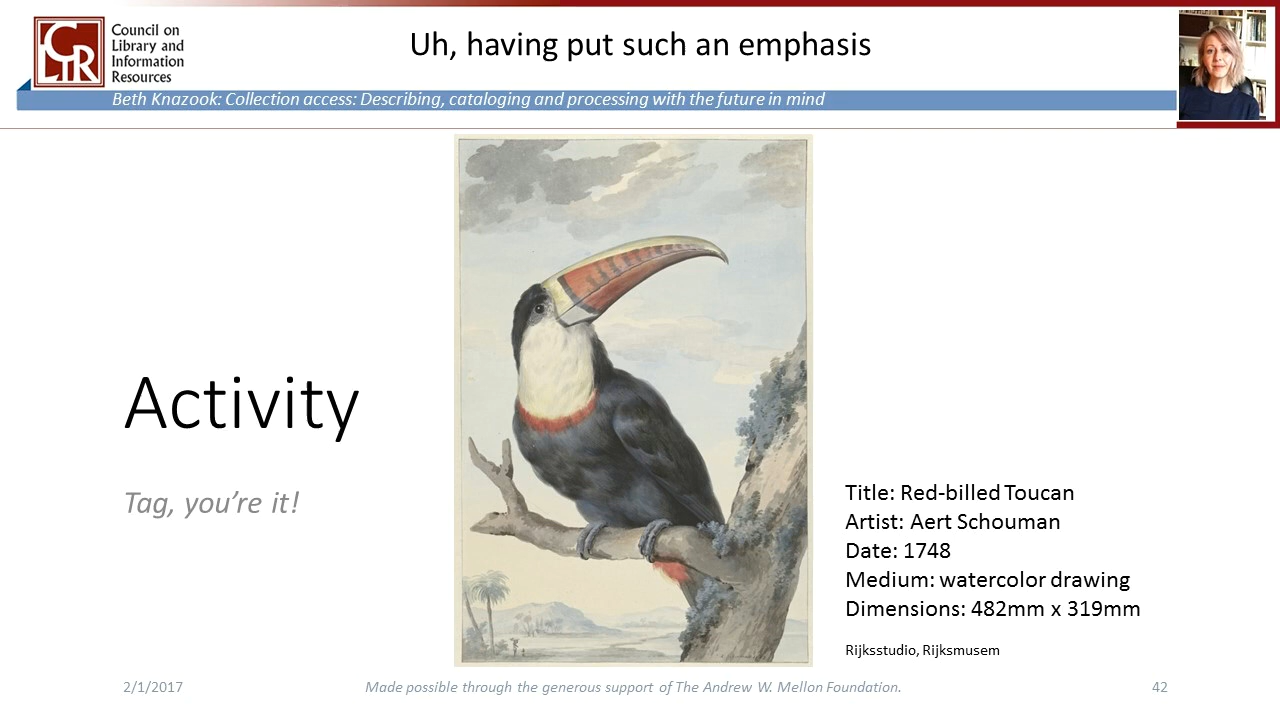 CLIR
Council on
Library and
Information
Resources
Uh, having put such an emphasis
Beth Knazook: Collection access: Describing, cataloging and processing with the future in mind
Activity
Tag, you're it!
Title: Red-billed Toucan
Artist: Aert Schouman
Date: 1748
Medium: watercolor drawing
Dimensions: 482mm x 319mm
Rijksstudio, Rijksmusem
2/1/2017
Made possible through the generous support of The Andrew W. Mellon Foundation.
42